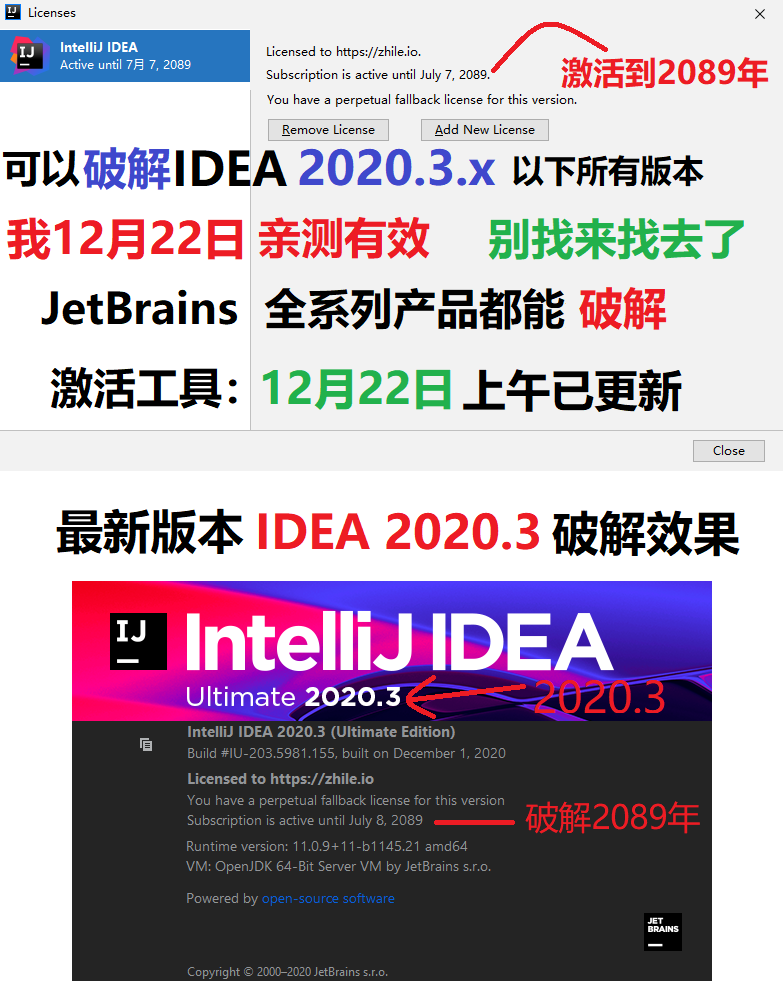 Licenses
IJ
IntelliJ IDEA
Active until 7月 7, 2089
Licensed to https://zhile.io.
Subscription is active until July 7, 2089.
激活到2089年
You have a perpetual fallback license for this version.
Remove License
Add New License
可以破解IDEA 2020.3.x 以下所有版本
我12月22日 亲测有效 别找来找去了
JetBrains 全系列产品都能 破解
激活工具：12月22日 上午已更新
Close
最新版本 IDEA 2020.3 破解效果
IJ
IntelliJ IDEA
Ultimate 2020.3
2020.3
IntelliJ IDEA 2020.3 (Ultimate Edition)
Build #IU-203.5981.155, built on December 1, 2020
Licensed to https://zhile.io
You have a perpetual fallback license for this version
Subscription is active until July 8, 2089
破解2089年
Runtime version: 11.0.9+11-b1145.21 amd64
VM: OpenJDK 64-Bit Server VM by JetBrains s.r.o.
Powered by open-source software
JET
BRAINS
Copyright © 2000–2020 JetBrains s.r.o.